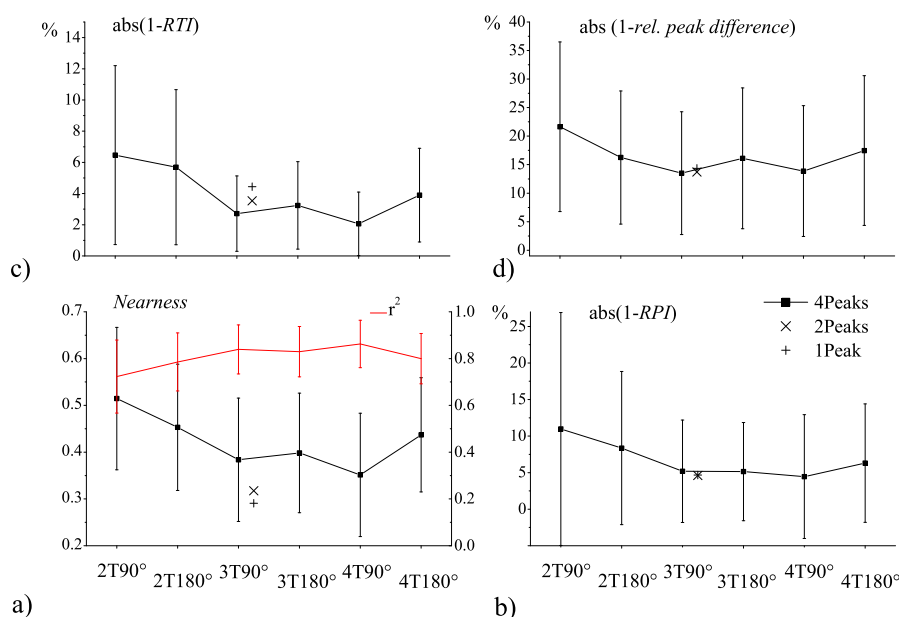 % abs(1-RTI)
14
12
10
8
6
4
2
0
c)
% abs (1-rel. peak difference)
40
35
30
25
20
15
10
5
0
d)
Nearness
r²
0.7
0.6
0.5
0.4
0.3
0.2
1.0
0.8
0.6
0.4
0.2
0.0
2T90° 2T180° 3T90° 3T180° 4T90° 4T180°
a)
% abs(1-RPI)
4Peaks
2Peaks
1Peak
25
20
15
10
5
0
2T90° 2T180° 3T90° 3T180° 4T90° 4T180°
b)